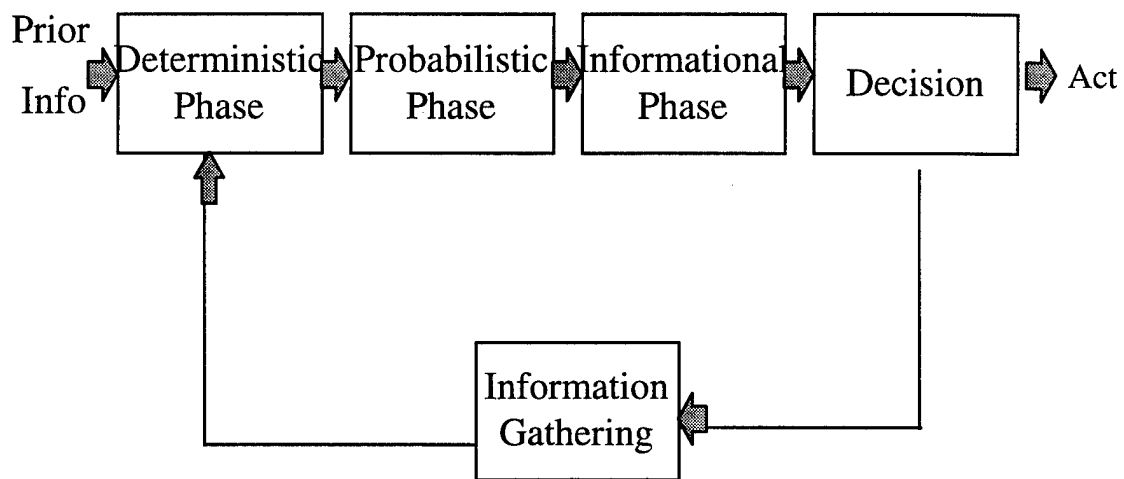 Prior
Info
Deterministic
Phase
Probabilistic
Phase
Informational
Phase
Decision
Act
Information
Gathering